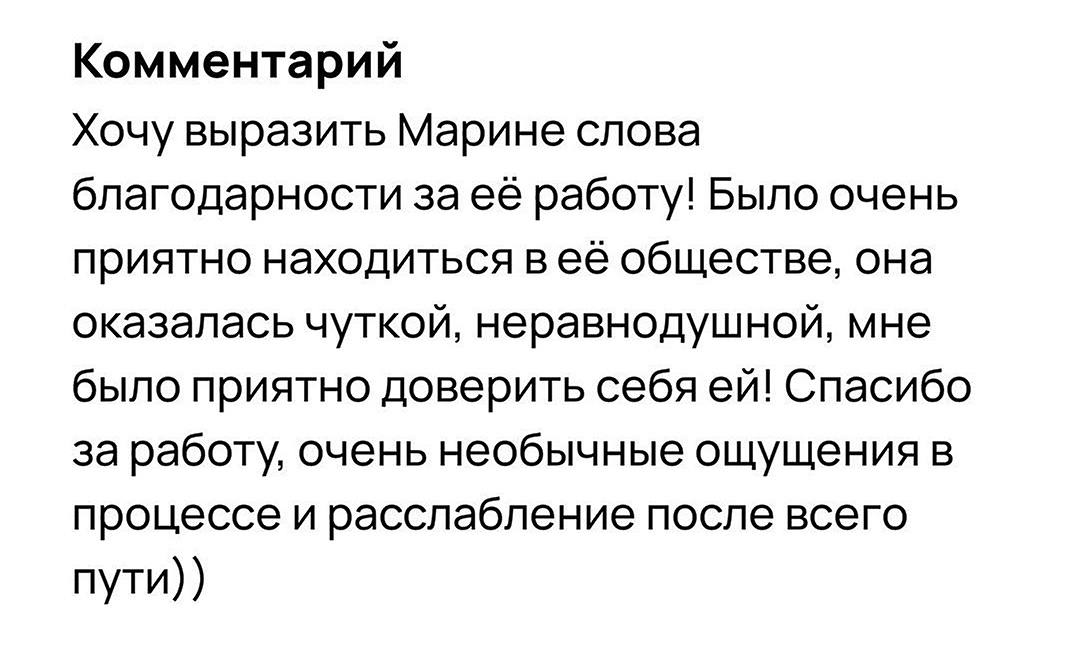 Комментарий
Хочу выразить Марине слова
благодарности за её работу! Было очень
приятно находиться в её обществе, она
оказалась чуткой, неравнодушной, мне
было приятно доверить себя ей! Спасибо
за работу, очень необычные ощущения в
процессе и расслабление после всего
пути))